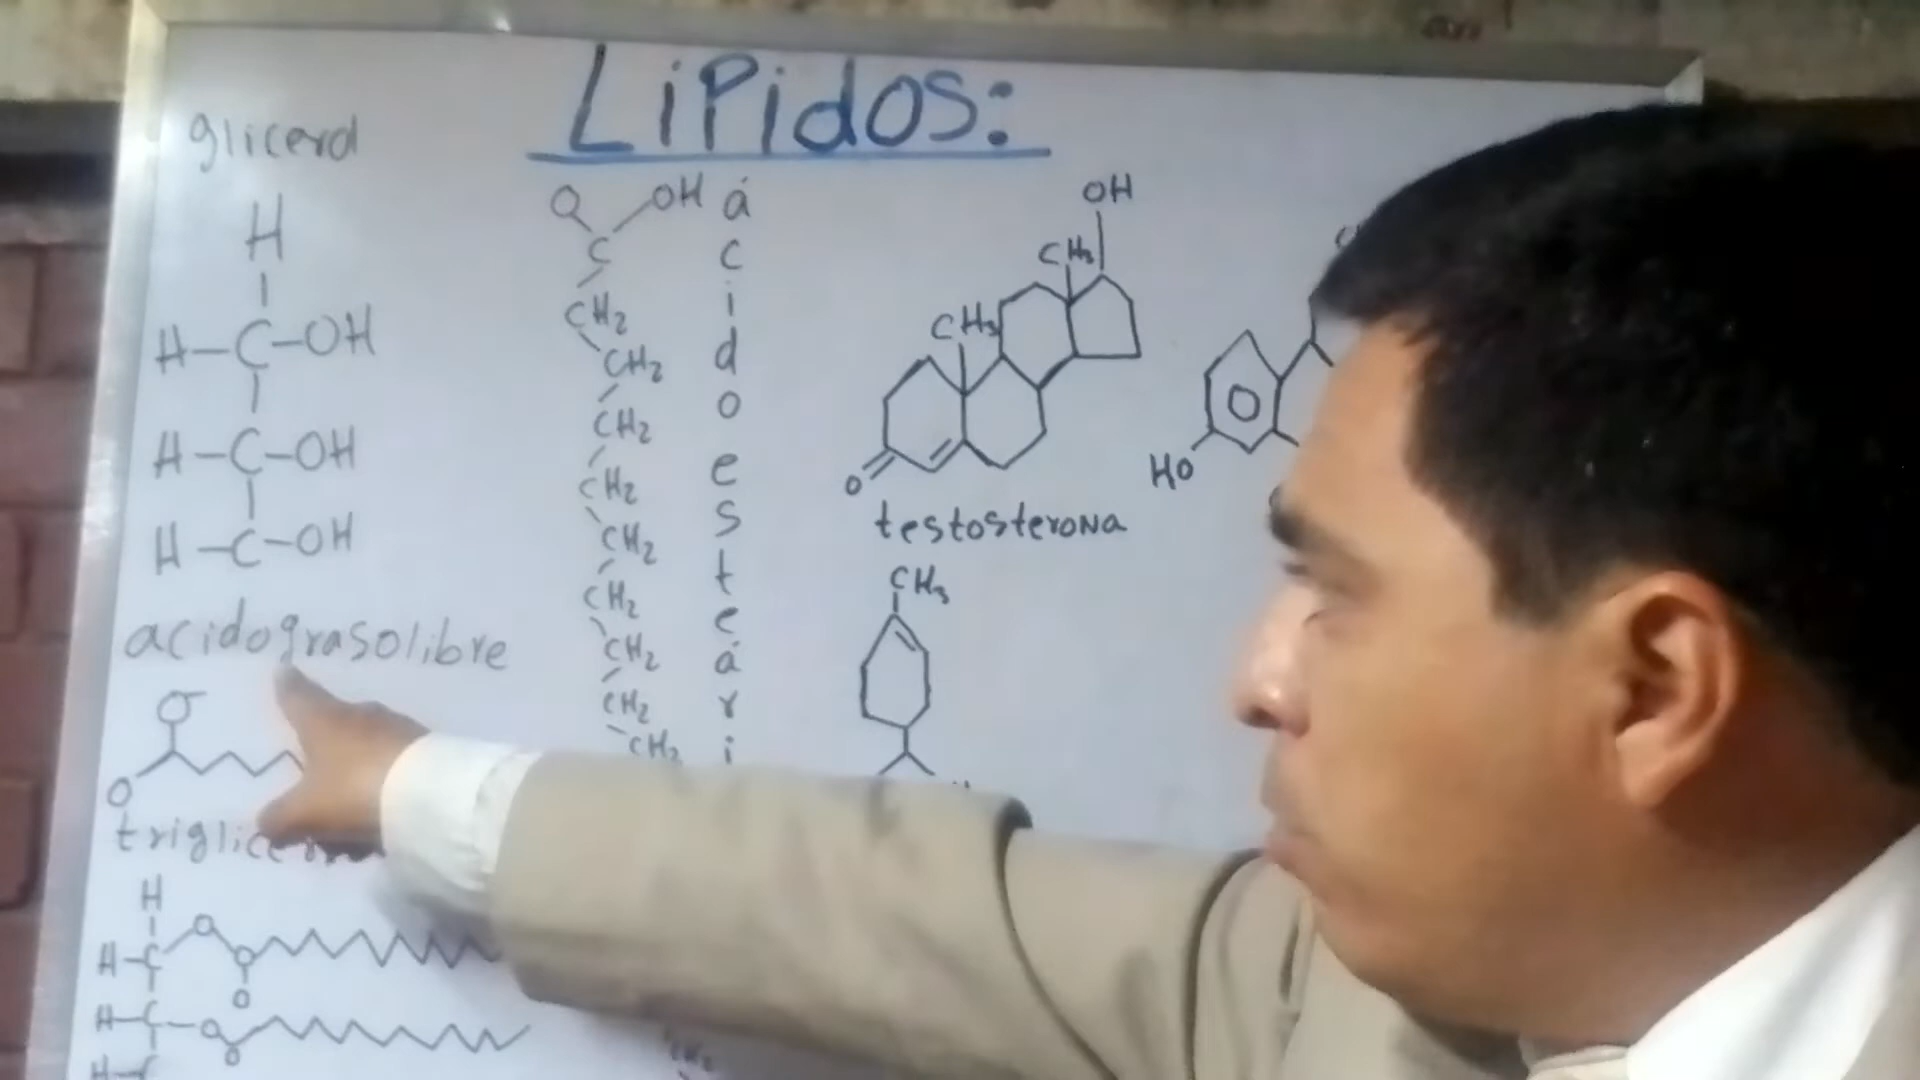 LiPidos:
glicerol
H
H-C-OH
H-C-OH
H-C-OH
acidograsolibre
O
O
H
H-C O
O
H-C-O
O
H-C
O OH
C
CH2
CH2
CH2
CH2
CH2
CH2
CH2
CH2
CH2
á
c
i
d
o
e
s
t
e
á
r
i
OH
CH3
CH3
O
testosterona
HO
CH3